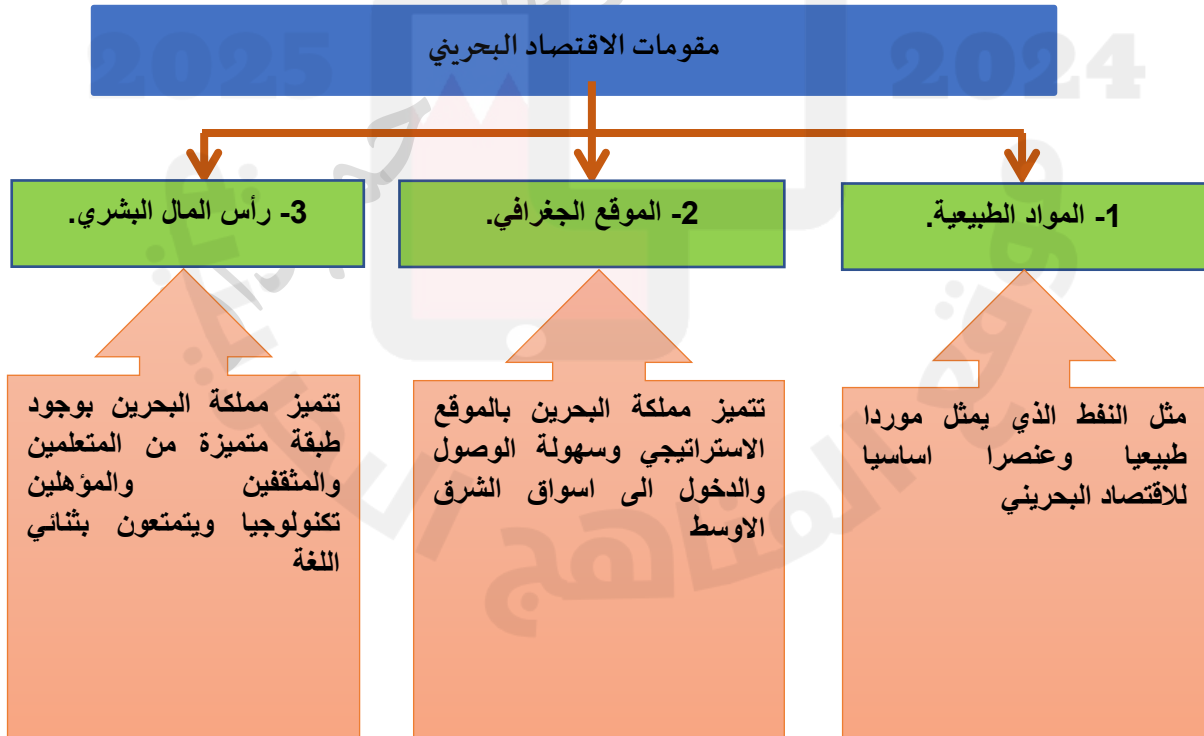 2025
2024
مقومات الاقتصاد البحريني
1- المواد الطبيعية.
2- الموقع الجغرافي.
3- رأس المال البشري.
مثل النفط الذي يمثل موردا
طبيعيا وعنصرا اساسيا
للاقتصاد البحريني
تتميز مملكة البحرين بالموقع
الاستراتيجي وسهولة الوصول
والدخول الى اسواق الشرق
الاوسط
تتميز مملكة البحرين بوجود
طبقة متميزة من المتعلمين
والمثقفين والمؤهلين
تكنولوجيا ويتمتعون بثنائي
اللغة
المناهج